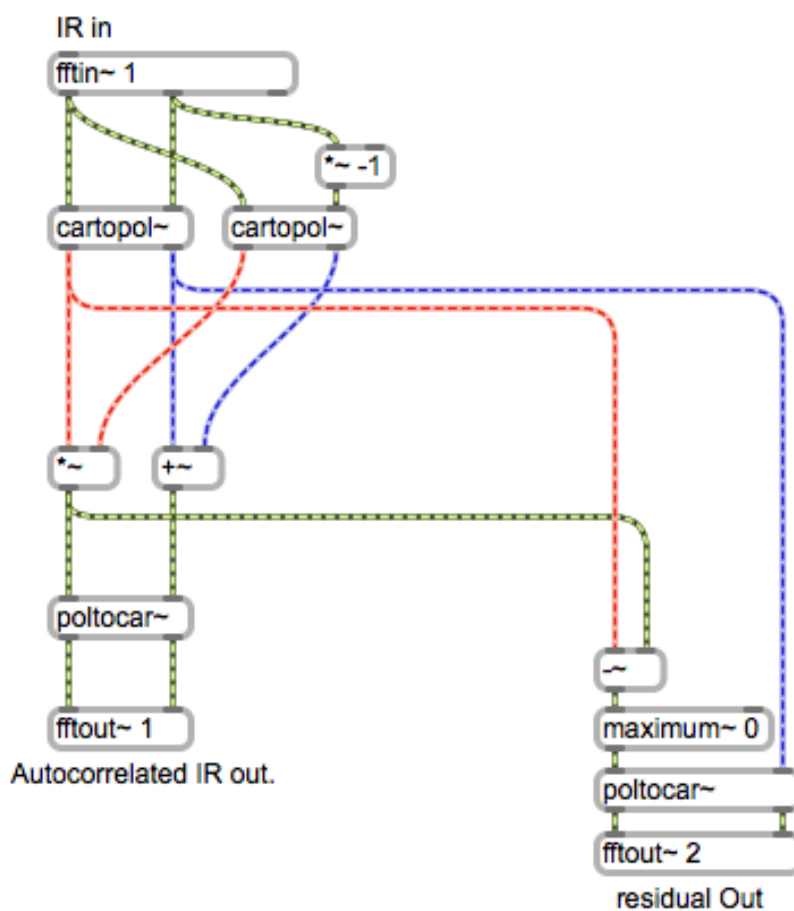 IR in
fftin~ 1
*~ -1
cartopol~
cartopol~
*~
+~
poltocar~
-~
fftout~ 1
maximum~ 0
Autocorrelated IR out.
poltocar~
fftout~ 2
residual Out